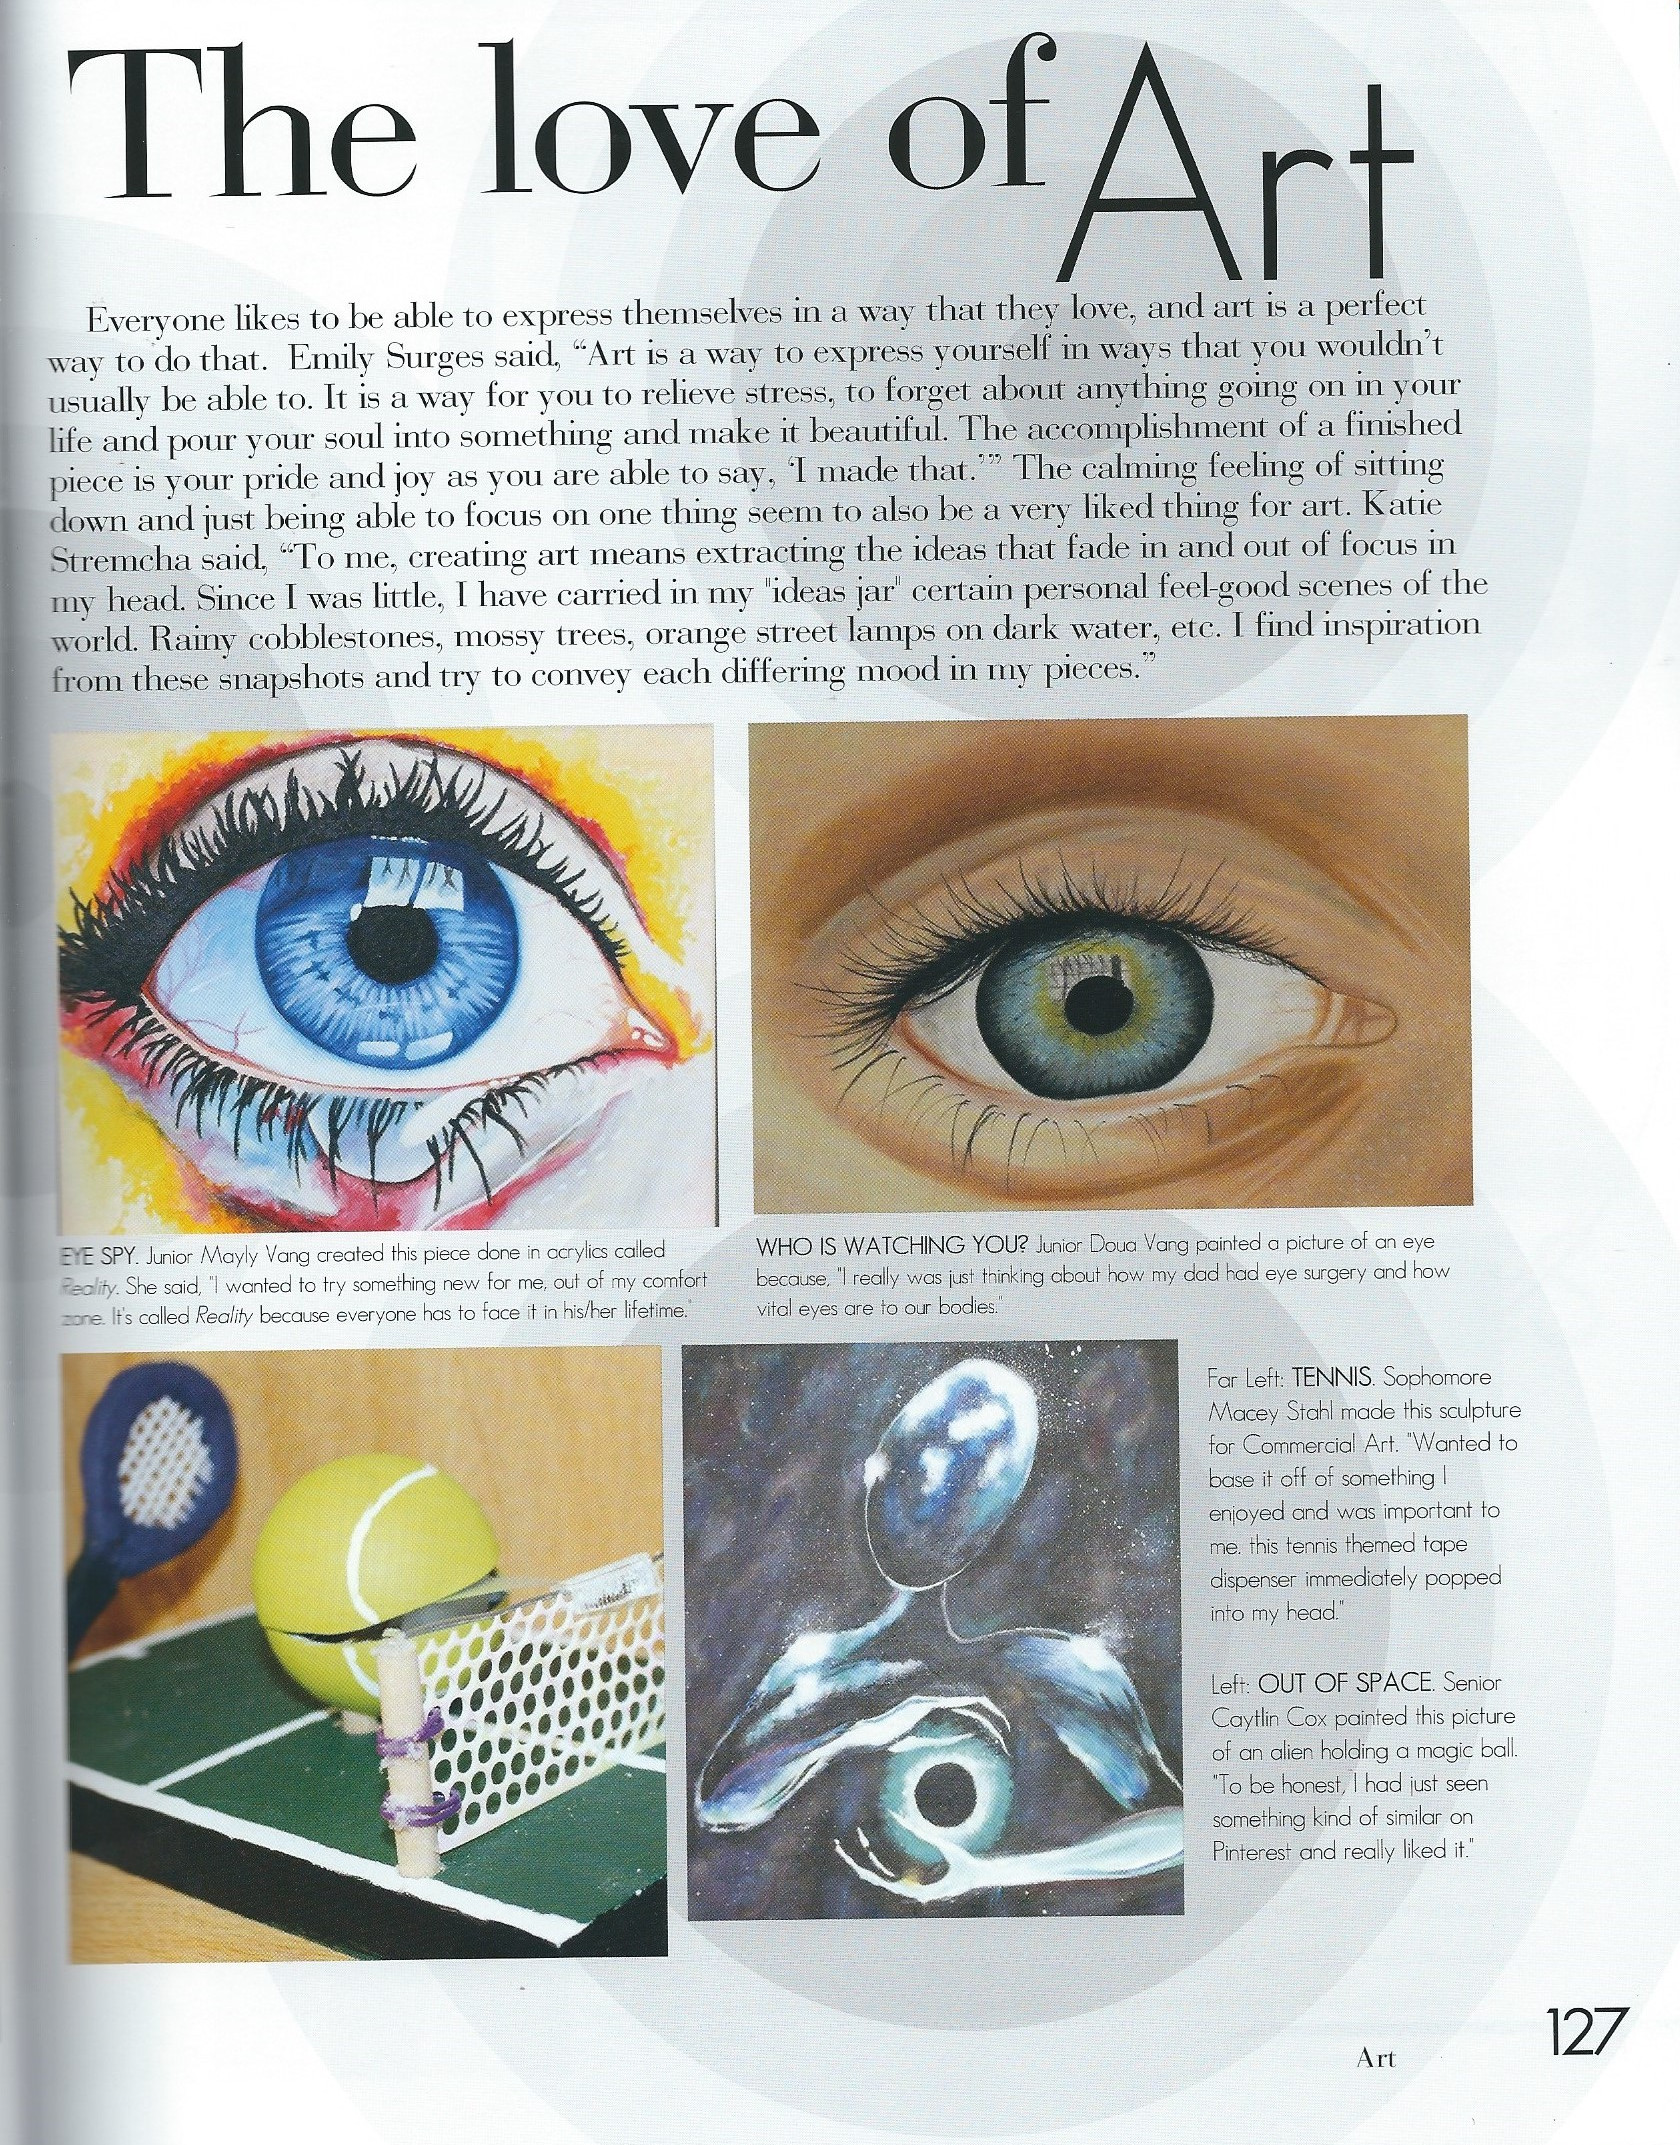 The love of Art
Everyone likes to be able to express themselves in a way that they love, and art is a perfect
way to do that. Emily Surges said, “Art is a way to express yourself in ways that you wouldn’t
usually be able to. It is a way for you to relieve stress, to forget about anything going on in your
life and pour your soul into something and make it beautiful. The accomplishment of a finished
piece is your pride and joy as you are able to say, ‘I made that.’” The calming feeling of sitting
down and just being able to focus on one thing seem to also be a very liked thing for art. Katie
Stremcha said, “To me, creating art means extracting the ideas that fade in and out of focus in
my head. Since I was little, I have carried in my "ideas jar" certain personal feel-good scenes of the
world. Rainy cobblestones, mossy trees, orange street lamps on dark water, etc. I find inspiration
from these snapshots and try to convey each differing mood in my pieces.”
EYE SPY. Junior Mayly Vang created this piece done in acrylics called
Reality. She said, "I wanted to try something new for me, out of my comfort
zone. It's called Reality because everyone has to face it in his/her lifetime."
WHO IS WATCHING YOU? Junior Doua Vang painted a picture of an eye
because, "I really was just thinking about how my dad had eye surgery and how
vital eyes are to our bodies."
Far Left: TENNIS. Sophomore
Macey Stahl made this sculpture
for Commercial Art. "Wanted to
base it off of something I
enjoyed and was important to
me. this tennis themed tape
dispenser immediately popped
into my head."
Left: OUT OF SPACE. Senior
Caytlin Cox painted this picture
of an alien holding a magic ball.
"To be honest, I had just seen
something kind of similar on
Pinterest and really liked it."
Art
127